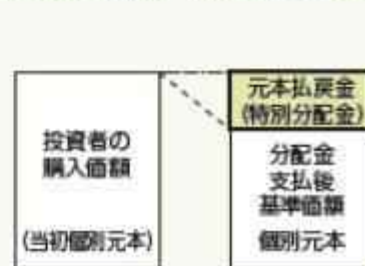 投資者の
購入価額
(当初個別元本)
元本払戻金
(特別分配金)
分配金
支払後
基準価額
個別元本